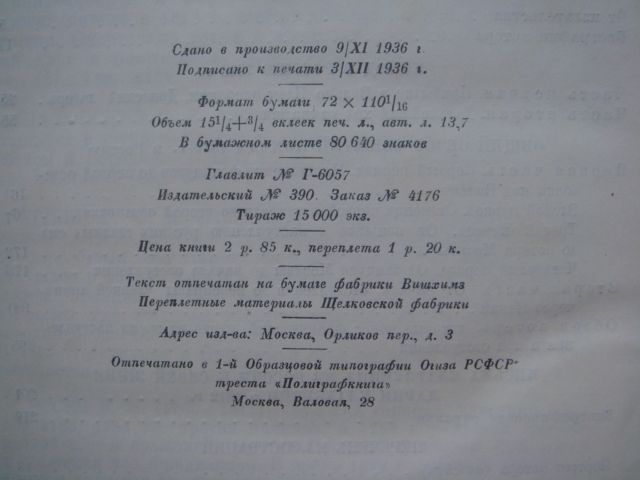 Сдано в производство 9/XI 1936 г.
Подписано к печати 3/XII 1936 г.
Формат бумаги 72 × 110¹/₁₆
Объем 15¹/₄+³/₄ вклеек печ. л., авт. л. 13,7
В бумажном листе 80 640 знаков
Главлит № Г-6057
Издательский № 390. Заказ № 4176
Тираж 15 000 экз.
Цена книги 2 р. 85 к., переплета 1 р. 20 к.
Текст отпечатан на бумаге фабрики Вишхимз
Переплетные материалы Щелковской фабрики
Адрес изд-ва: Москва, Орликов пер., д. 3
Отпечатано в 1-й Образцовой типографии Огиза РСФСР
треста «Полиграфкнига»
Москва, Валовая, 28